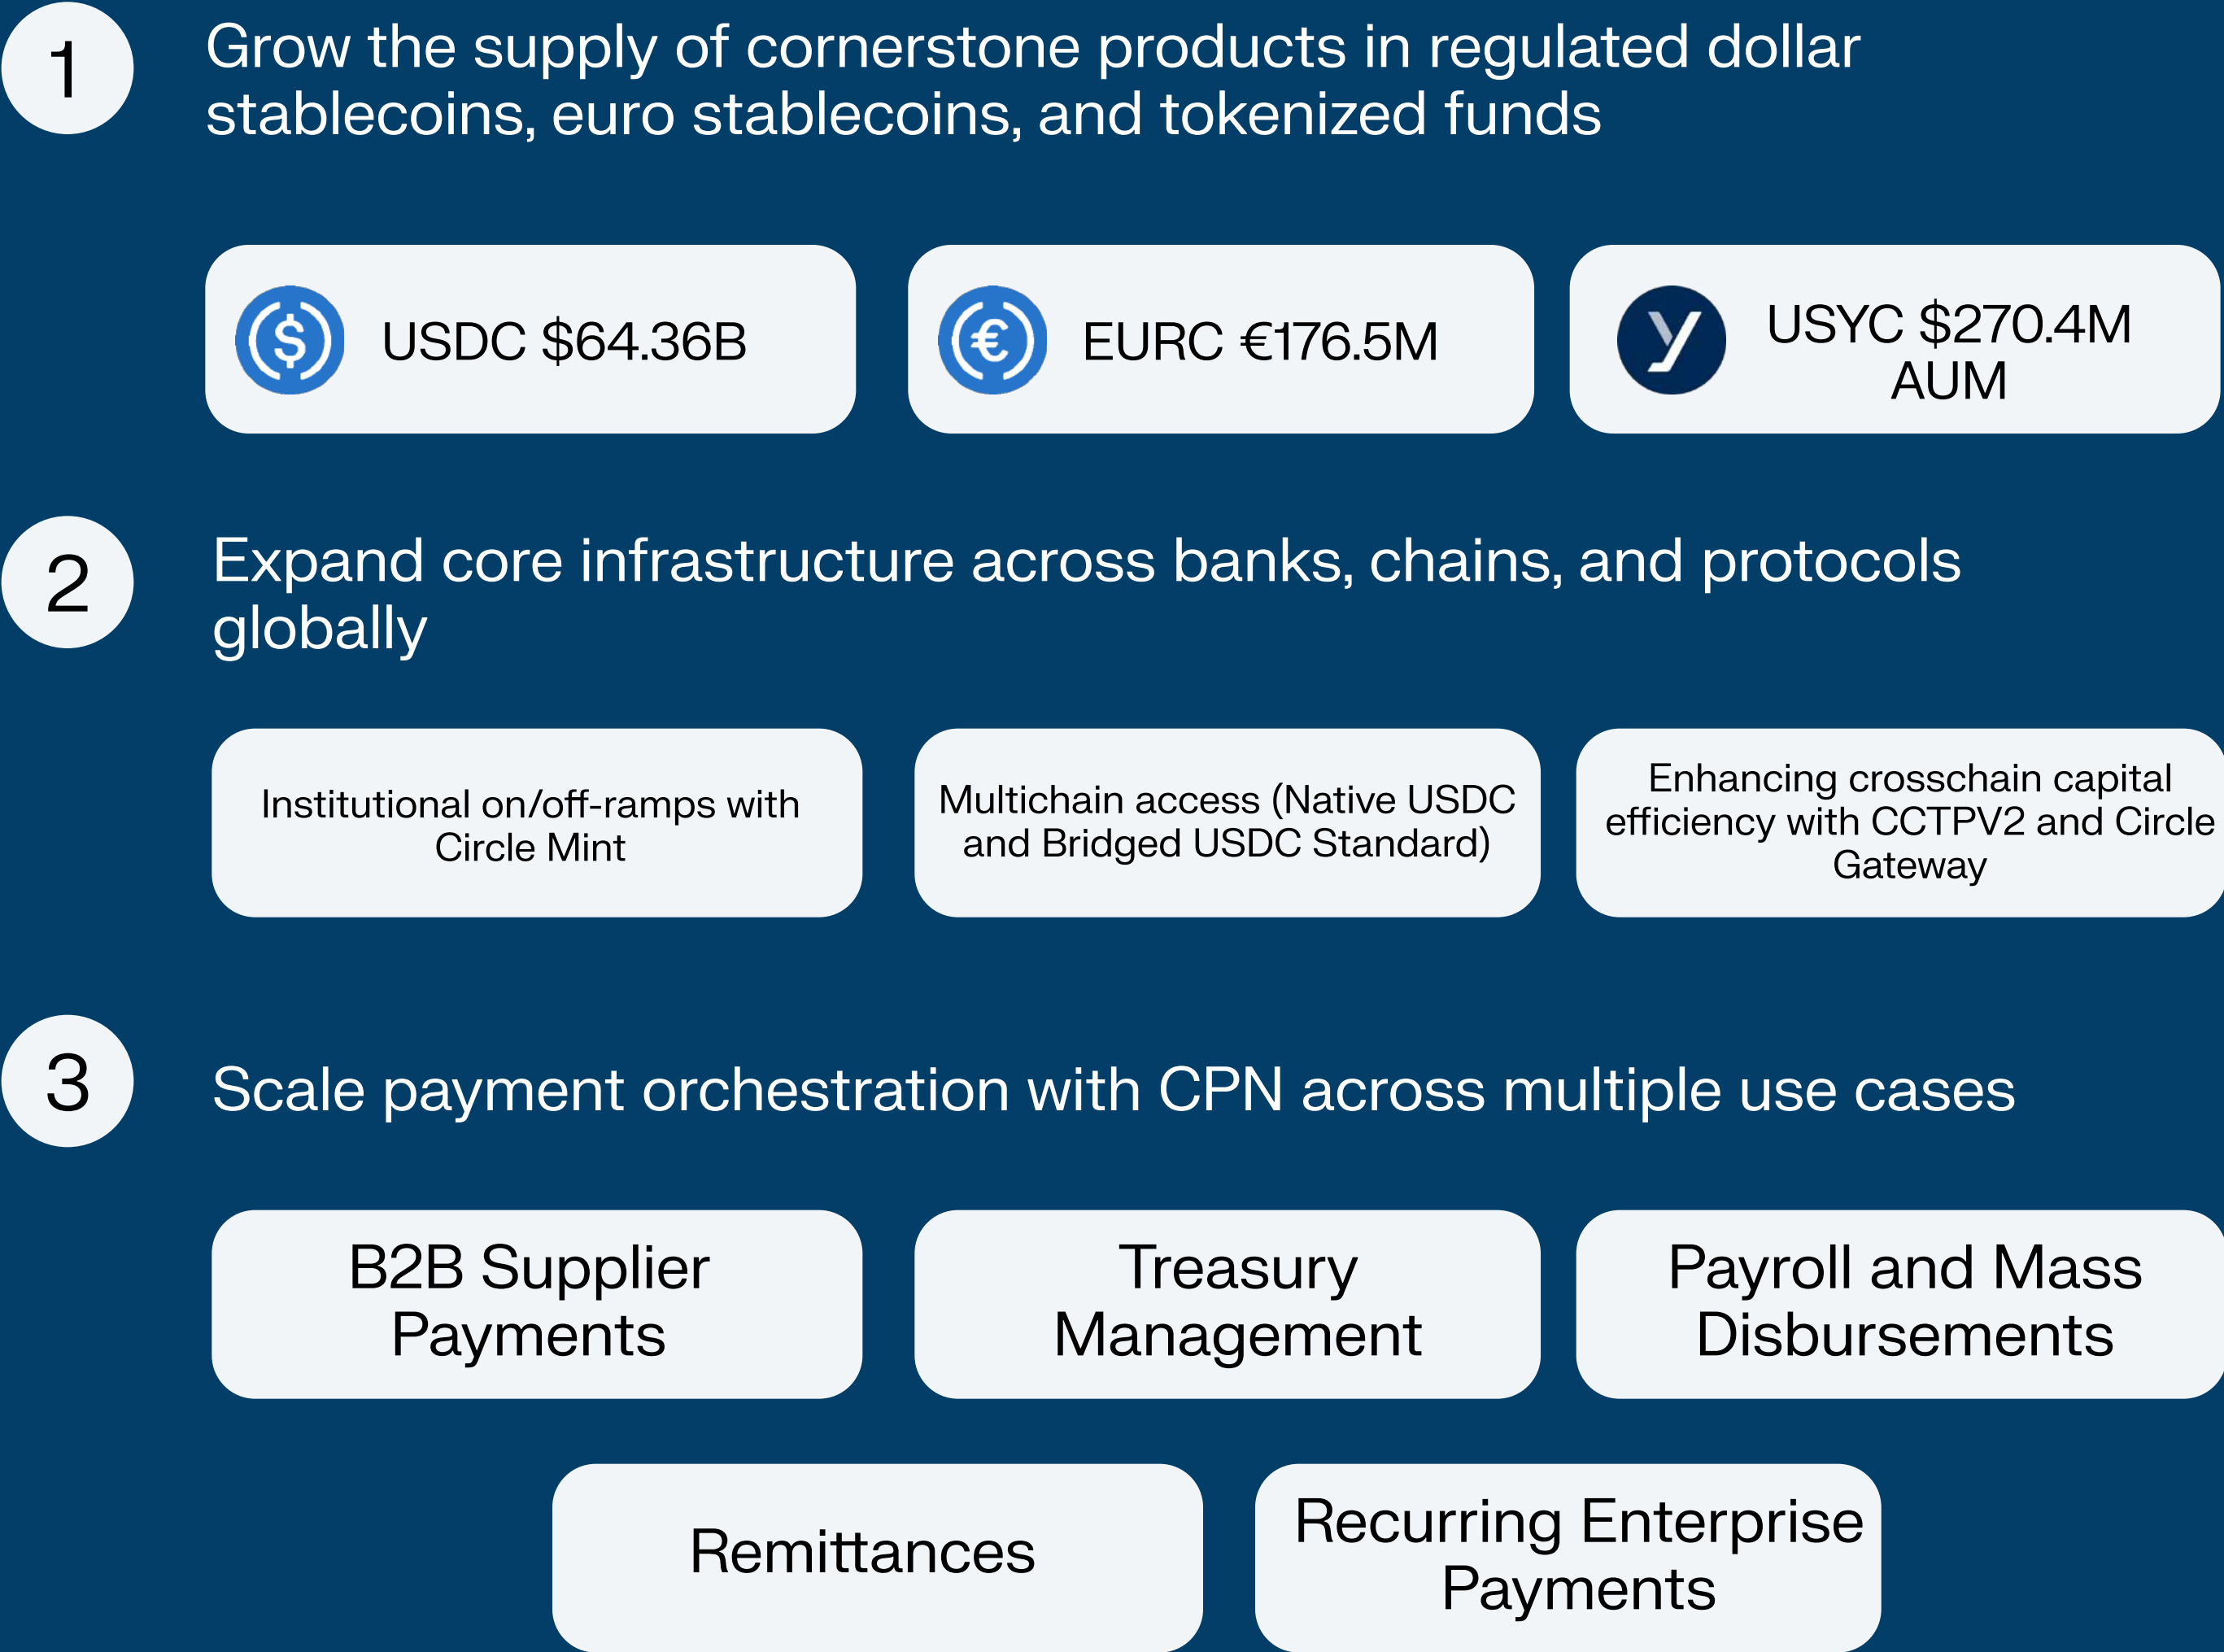 1
Grow the supply of cornerstone products in regulated dollar
stablecoins, euro stablecoins, and tokenized funds
USDC $64.36B
EURC €176.5M
USYC $270.4M
AUM
2
Expand core infrastructure across banks, chains, and protocols
globally
Institutional on/off-ramps with
Circle Mint
Multichain access (Native USDC
and Bridged USDC Standard)
Enhancing crosschain capital
efficiency with CCTPV2 and Circle
Gateway
3
Scale payment orchestration with CPN across multiple use cases
B2B Supplier
Payments
Treasury
Management
Payroll and Mass
Disbursements
Remittances
Recurring Enterprise
Payments